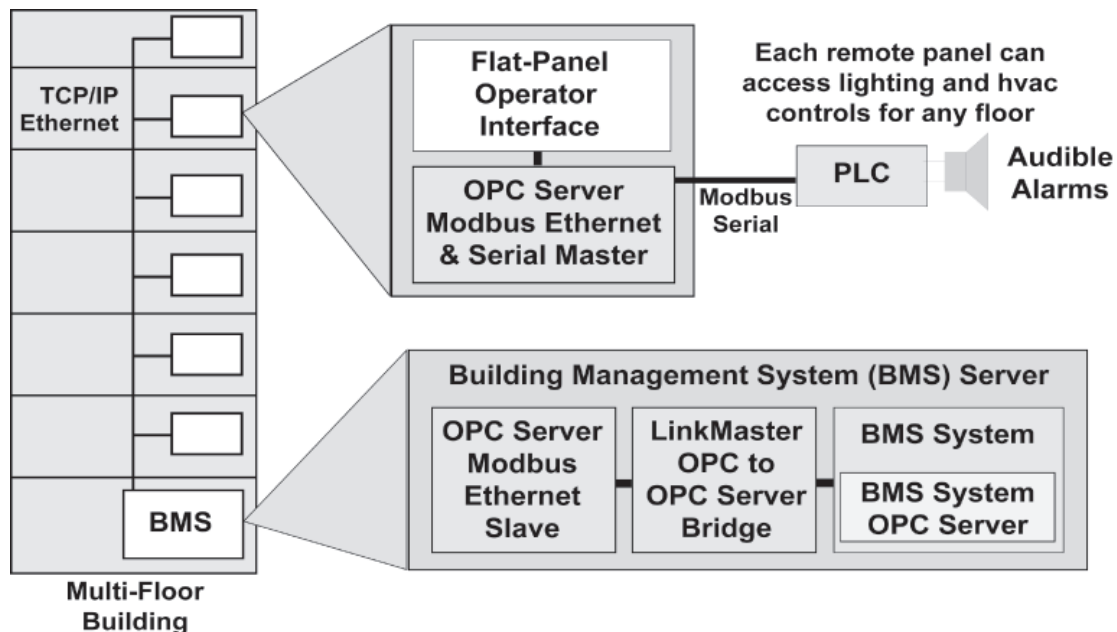 TCP/IP
Ethernet
BMS
Multi-Floor
Building
Flat-Panel
Operator
Interface
OPC Server
Modbus Ethernet
& Serial Master
Modbus
Serial
Each remote panel can
access lighting and hvac
controls for any floor
PLC
Audible
Alarms
Building Management System (BMS) Server
OPC Server
Modbus
Ethernet
Slave
LinkMaster
OPC to
OPC Server
Bridge
BMS System
BMS System
OPC Server